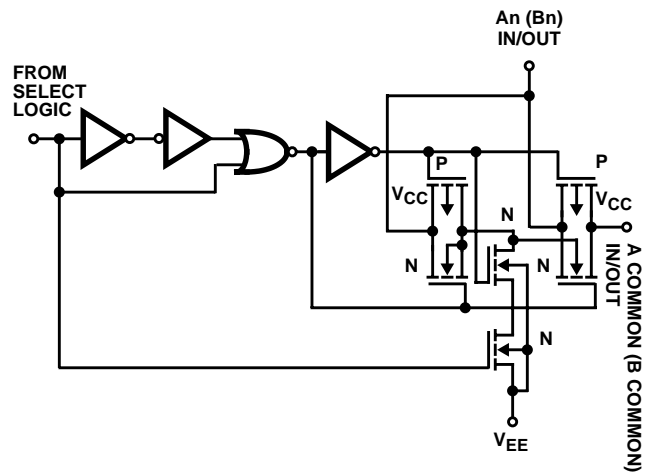 An (Bn)
IN/OUT
FROM
SELECT
LOGIC
P
P
VCC
VCC
N
N
N
N
VEE
A COMMON (B COMMON)
IN/OUT